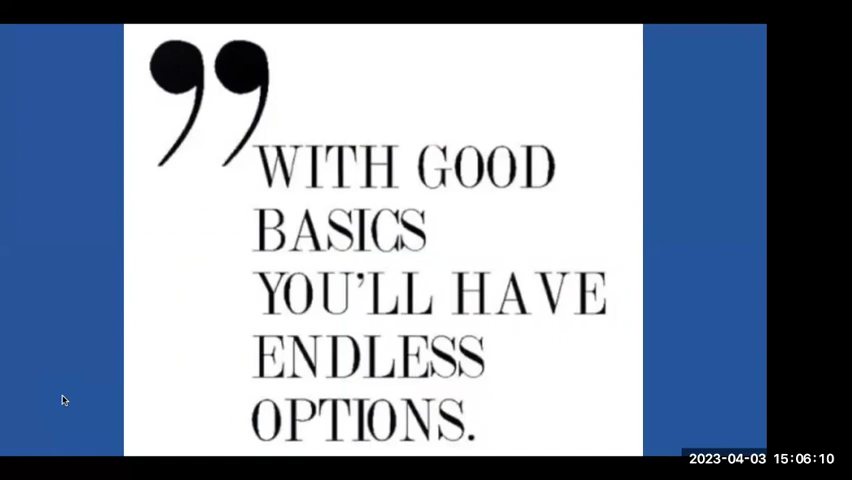 ”
WITH GOOD
BASICS
YOU’LL HAVE
ENDLESS
OPTIONS.
2023-04-03 15:06:10